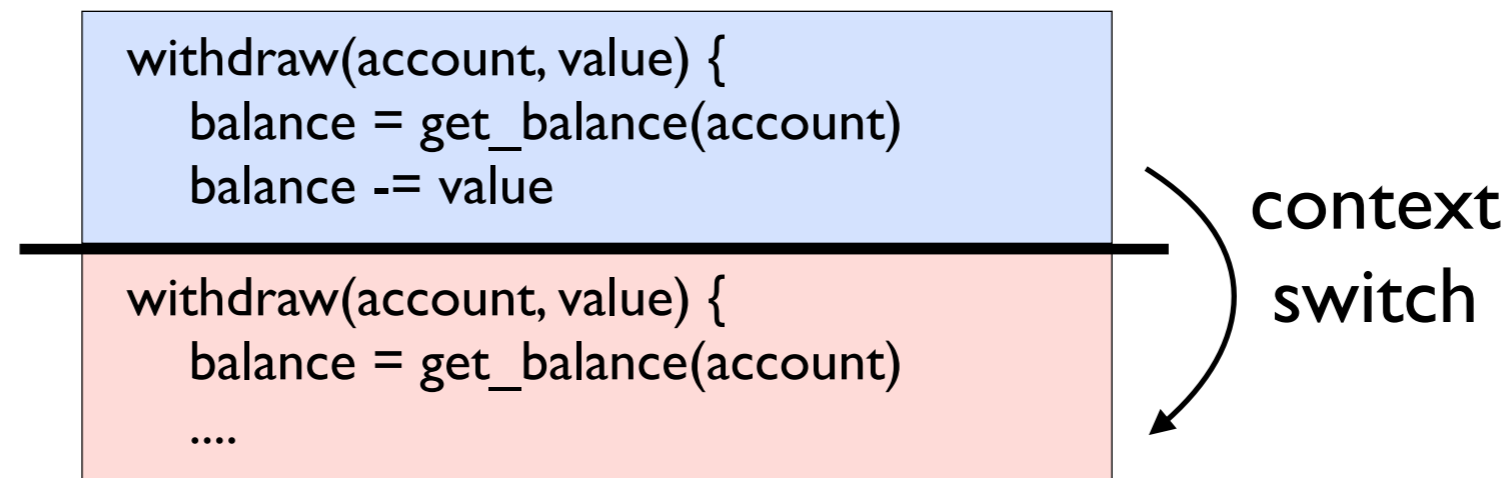 withdraw(account, value) {
balance = get_balance(account)
balance -= value
context
switch
withdraw(account, value) {
balance = get_balance(account)
....